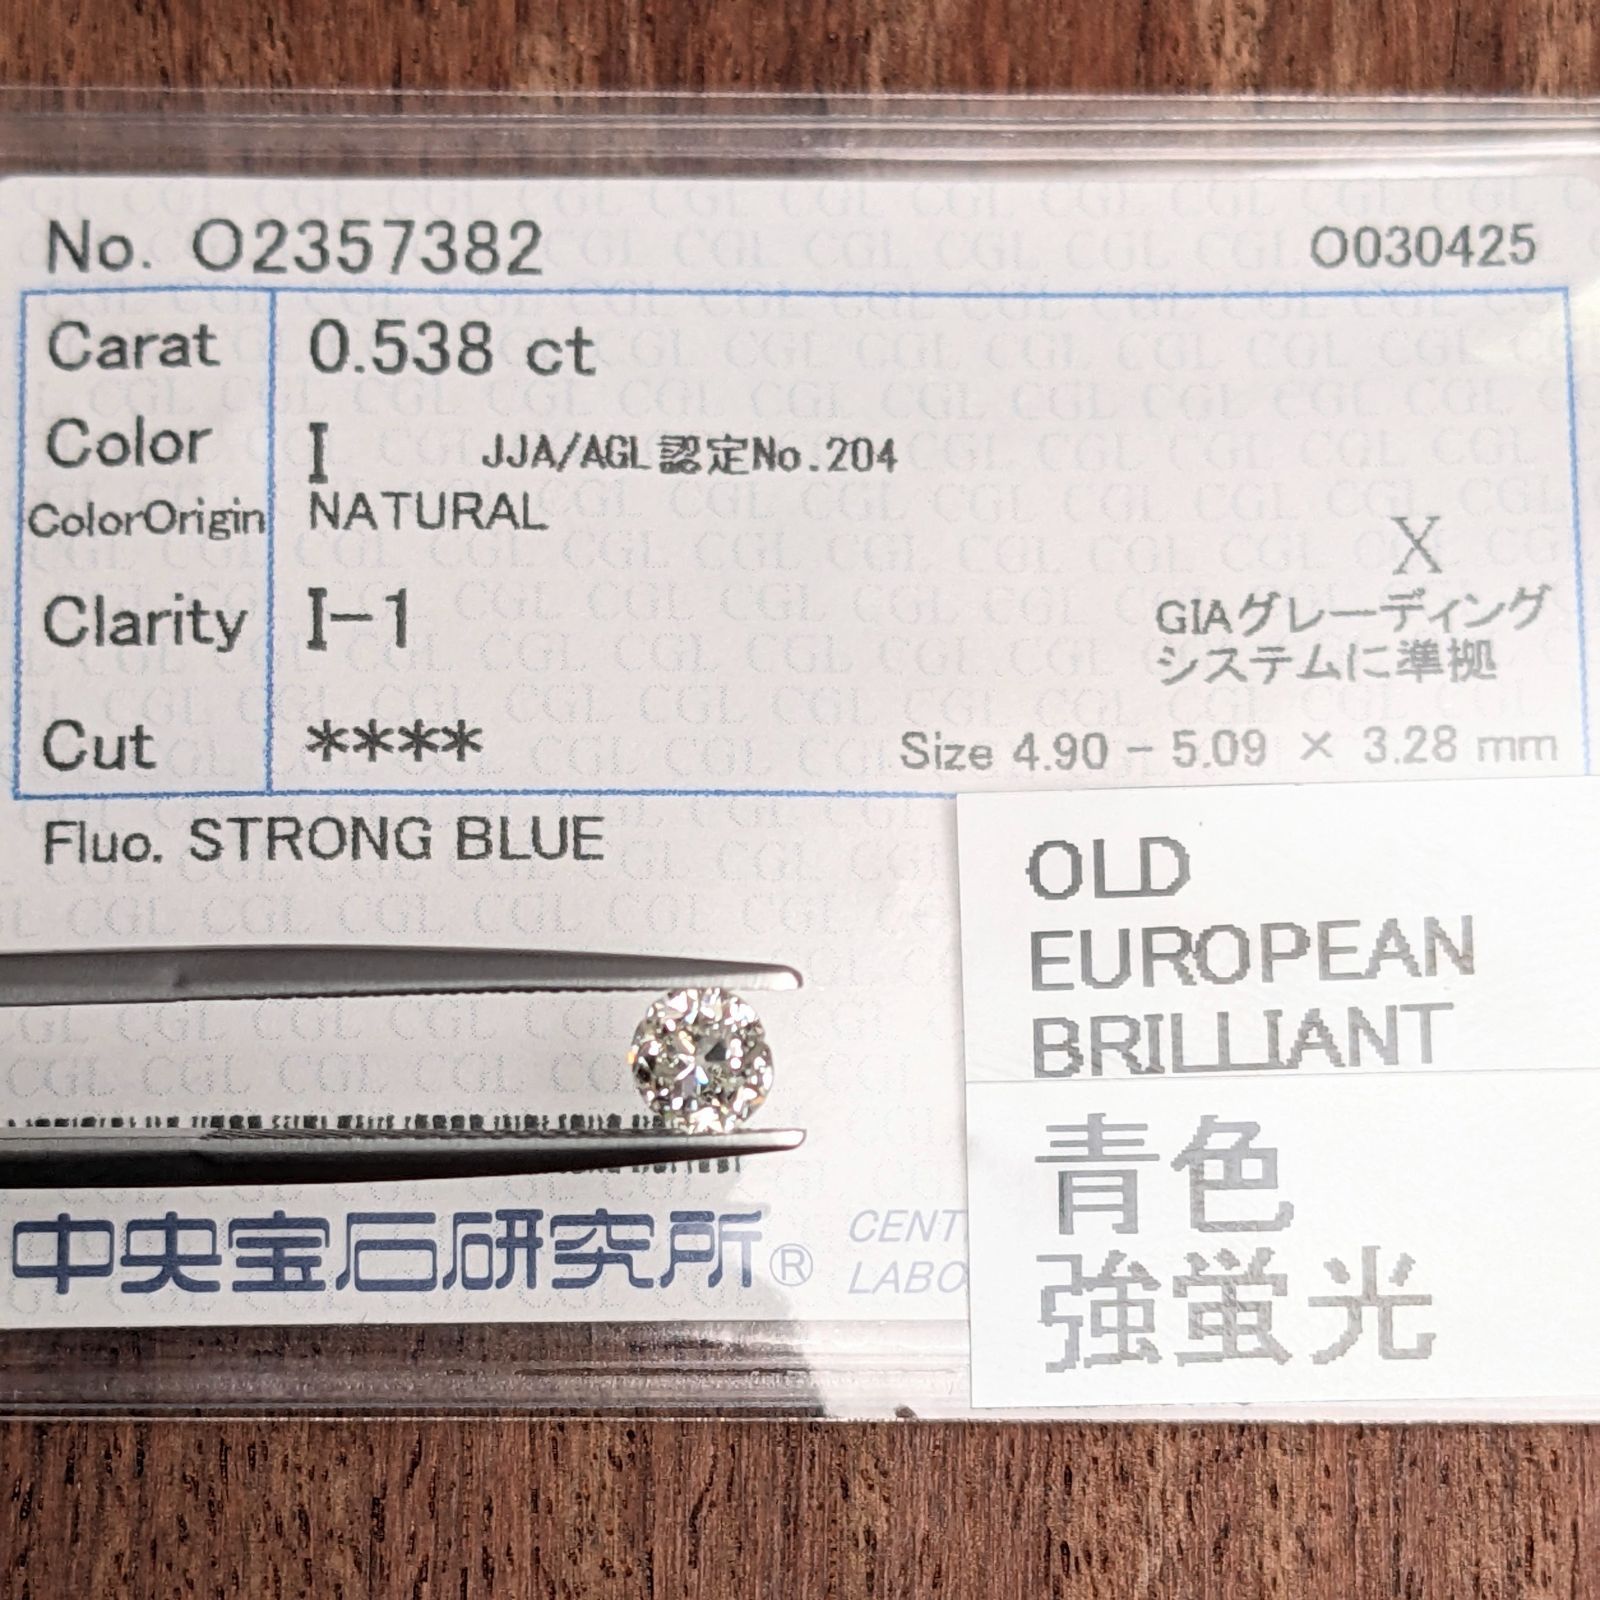 No. O2357382
O030425
Carat 0.538 ct
Color I JJA/AGL認定No.204
ColorOrigin NATURAL
X
Clarity I-1
GIAグレーディング
システムに準拠
Cut ****
Size 4.90 - 5.09 × 3.28 mm
Fluo. STRONG BLUE
OLD
EUROPEAN
BRILLIANT
青色
強蛍光
中央宝石研究所®
CENT
LABO
CGL